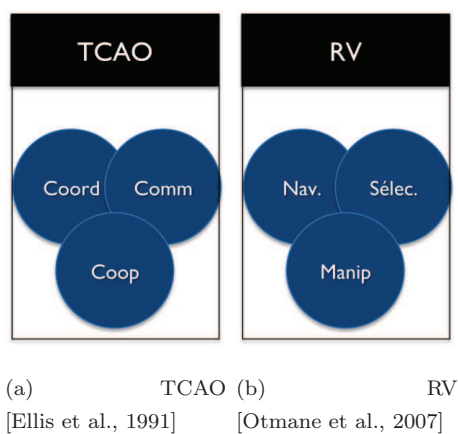 TCAO
Coord
Comm
Coop
RV
Nav.
Sélec.
Manip
(a) TCAO
[Ellis et al., 1991]
(b) RV
[Otmane et al., 2007]